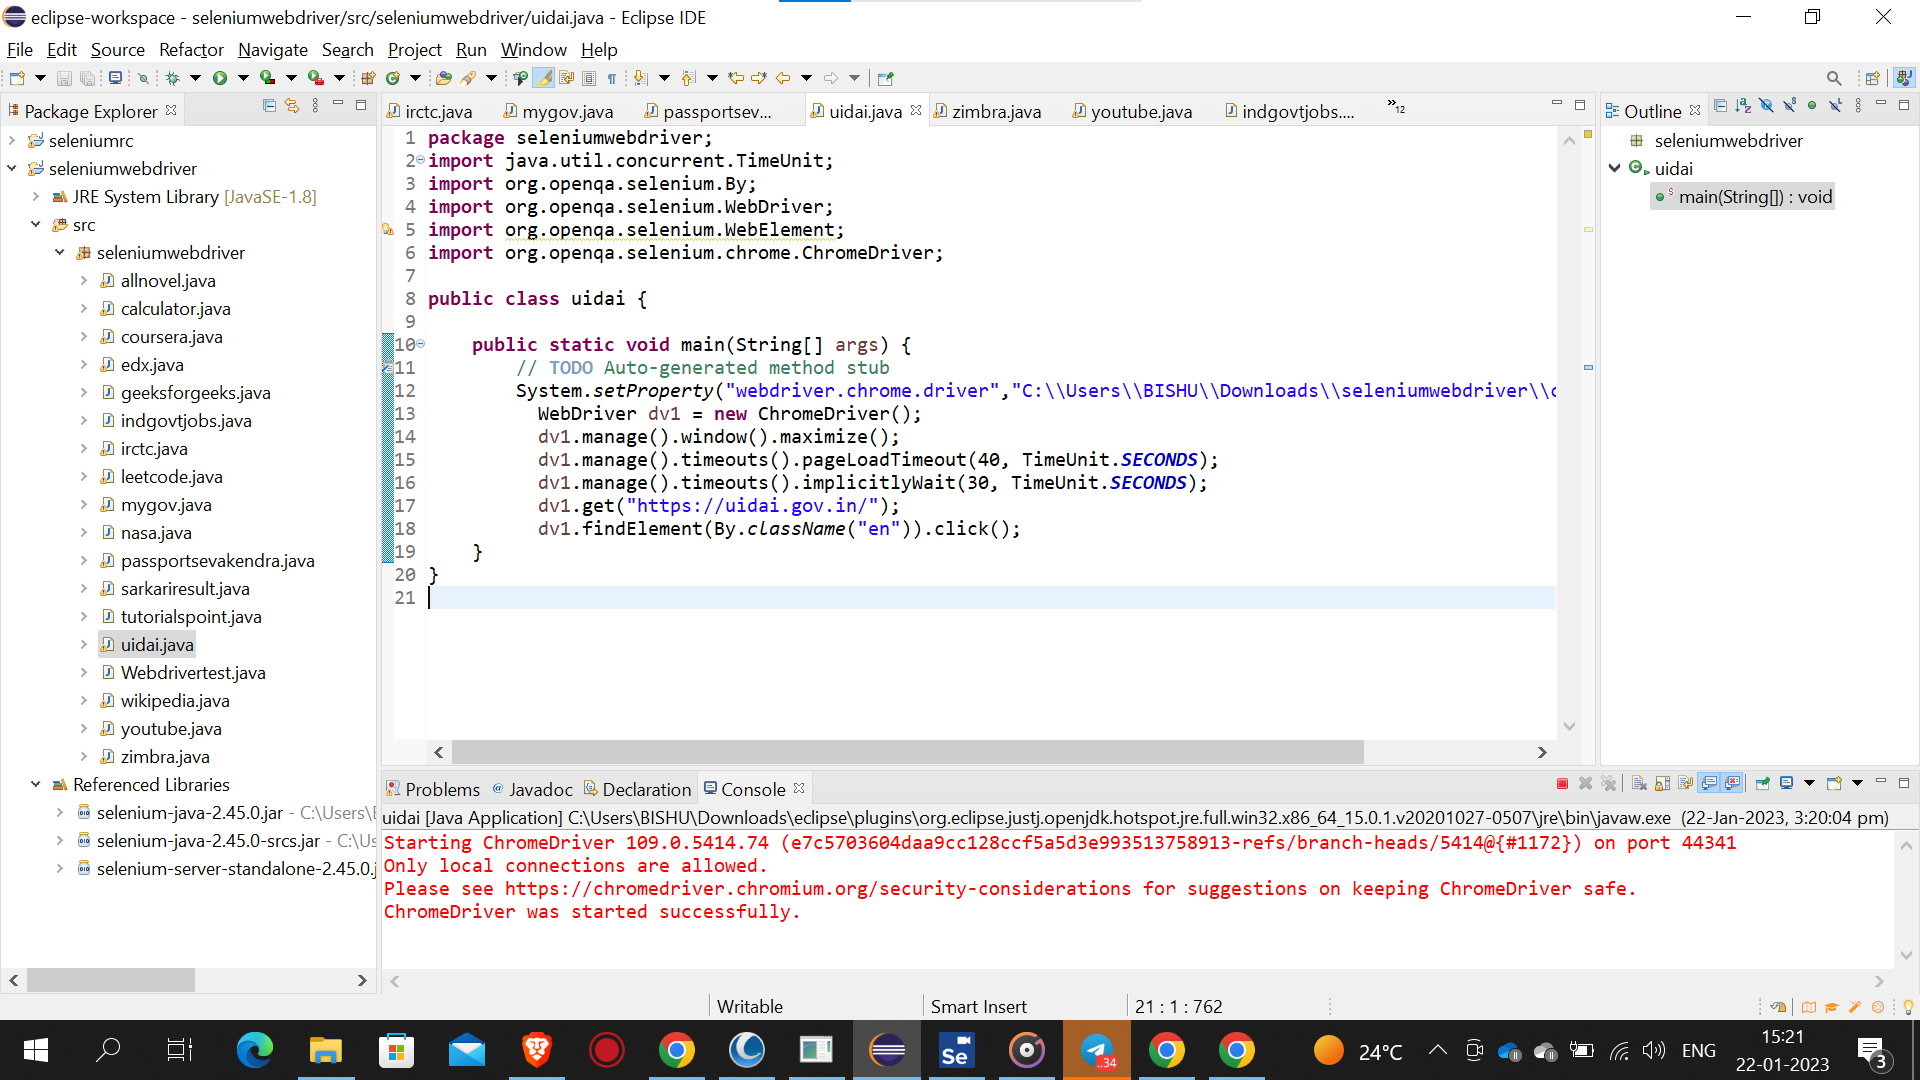 eclipse-workspace - seleniumwebdriver/src/seleniumwebdriver/uidai.java - Eclipse IDE
File Edit Source Refactor Navigate Search Project Run Window Help
Package Explorer
seleniumrc
seleniumwebdriver
JRE System Library [JavaSE-1.8]
src
seleniumwebdriver
allnovel.java
calculator.java
coursera.java
edx.java
geeksforgeeks.java
indgovtjobs.java
irctc.java
leetcode.java
mygov.java
nasa.java
passportsevakendra.java
sarkariresult.java
tutorialspoint.java
uidai.java
Webdrivertest.java
wikipedia.java
youtube.java
zimbra.java
Referenced Libraries
selenium-java-2.45.0.jar - C:\Users\
selenium-java-2.45.0-srcs.jar - C:\Us
selenium-server-standalone-2.45.0.j
irctc.java mygov.java passportsev... uidai.java zimbra.java youtube.java indgovtjobs.... »12
1 package seleniumwebdriver;
2 import java.util.concurrent.TimeUnit;
3 import org.openqa.selenium.By;
4 import org.openqa.selenium.WebDriver;
5 import org.openqa.selenium.WebElement;
6 import org.openqa.selenium.chrome.ChromeDriver;
7
8 public class uidai {
9
10 public static void main(String[] args) {
11 // TODO Auto-generated method stub
12 System.setProperty("webdriver.chrome.driver","C:\\Users\\BISHU\\Downloads\\seleniumwebdriver\\c
13 WebDriver dv1 = new ChromeDriver();
14 dv1.manage().window().maximize();
15 dv1.manage().timeouts().pageLoadTimeout(40, TimeUnit.SECONDS);
16 dv1.manage().timeouts().implicitlyWait(30, TimeUnit.SECONDS);
17 dv1.get("https://uidai.gov.in/");
18 dv1.findElement(By.className("en")).click();
19 }
20 }
21
Outline
seleniumwebdriver
uidai
main(String[]) : void
Problems @ Javadoc Declaration Console
uidai [Java Application] C:\Users\BISHU\Downloads\eclipse\plugins\org.eclipse.justj.openjdk.hotspot.jre.full.win32.x86_64_15.0.1.v20201027-0507\jre\bin\javaw.exe (22-Jan-2023, 3:20:04 pm)
Starting ChromeDriver 109.0.5414.74 (e7c5703604daa9cc128ccf5a5d3e993513758913-refs/branch-heads/5414@{#1172}) on port 44341
Only local connections are allowed.
Please see https://chromedriver.chromium.org/security-considerations for suggestions on keeping ChromeDriver safe.
ChromeDriver was started successfully.
Writable Smart Insert 21 : 1 : 762
Se
34
24°C
ENG
15:21
22-01-2023
3